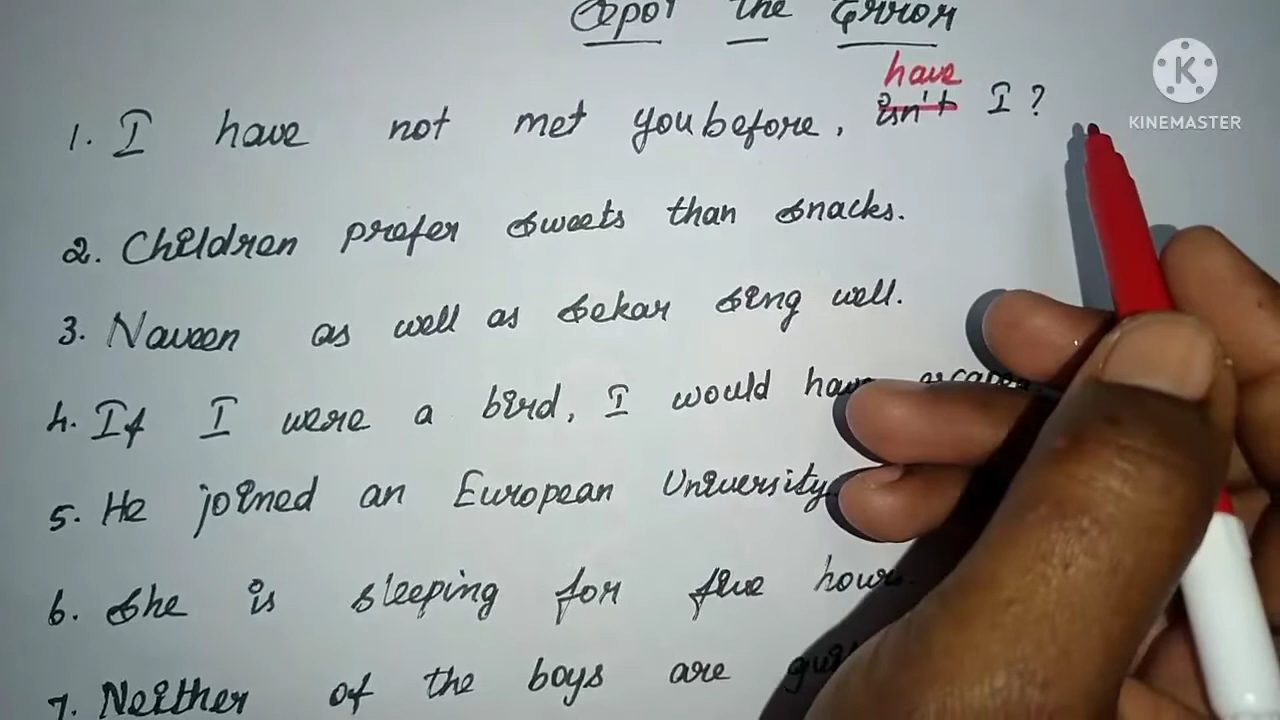 Spot the Error
have
1. I have not met you before, isn't I?
KINEMASTER
2. Children prefer sweets than snacks.
3. Naveen as well as Sekar sing well.
4. If I were a bird, I would have
5. He joined an European University
6. She is sleeping for five hours.
7. Neither of the boys are